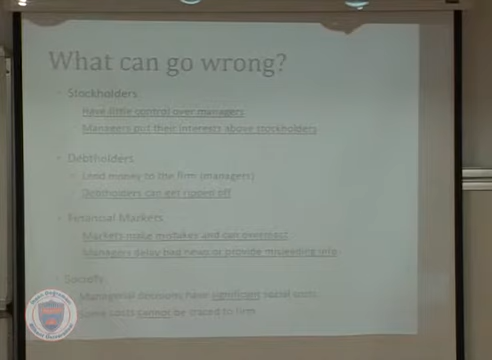 What can go wrong?
Stockholders
Have little control over managers
Managers put their interests above stockholders
Debtholders
Lend money to the firm (managers)
Debtholders can get ripped off
Financial Markets
Markets make mistakes and can overreact
Managers delay bad news or provide misleading info
Society
Managerial decisions have significant social costs
Some costs cannot be traced to firm